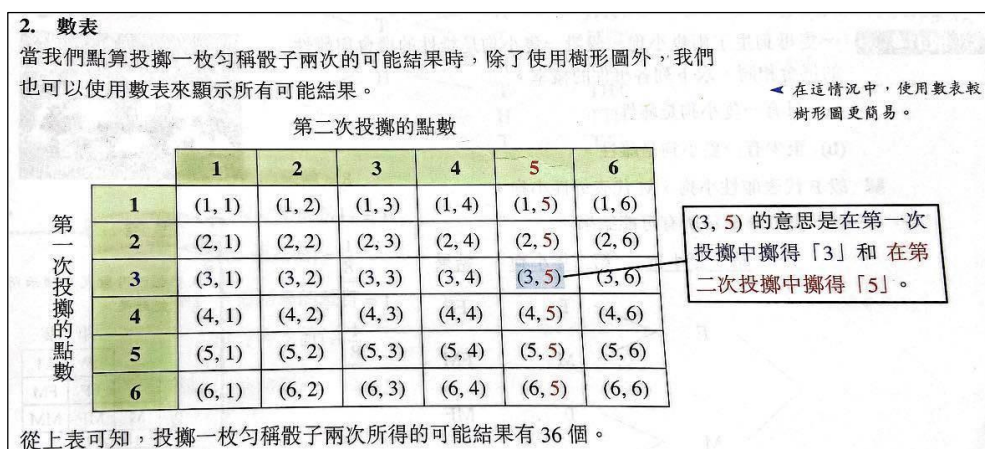 2. 數表
當我們點算投擲一枚勻稱骰子兩次的可能結果時，除了使用樹形圖外，我們
也可以使用數表來顯示所有可能結果。
◄ 在這情況中，使用數表較
樹形圖更簡易。
第二次投擲的點數
1 2 3 4 5 6
第一次投擲的點數
1 (1, 1) (1, 2) (1, 3) (1, 4) (1, 5) (1, 6)
2 (2, 1) (2, 2) (2, 3) (2, 4) (2, 5) (2, 6)
3 (3, 1) (3, 2) (3, 3) (3, 4) (3, 5) (3, 6)
4 (4, 1) (4, 2) (4, 3) (4, 4) (4, 5) (4, 6)
5 (5, 1) (5, 2) (5, 3) (5, 4) (5, 5) (5, 6)
6 (6, 1) (6, 2) (6, 3) (6, 4) (6, 5) (6, 6)
(3, 5) 的意思是在第一次
投擲中擲得「3」和 在第
二次投擲中擲得「5」。
從上表可知，投擲一枚勻稱骰子兩次所得的可能結果有 36 個。